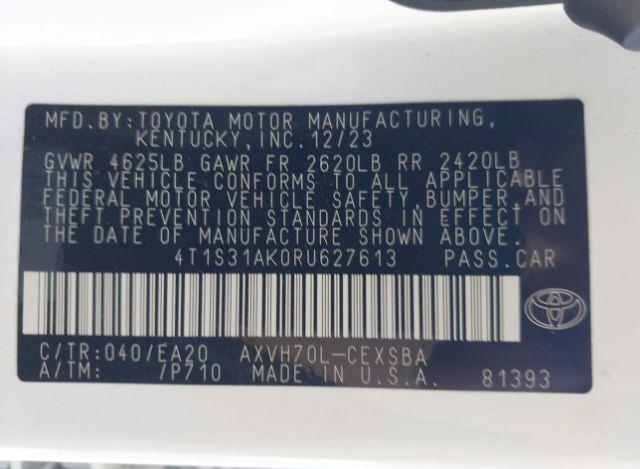 MFD.BY:TOYOTA MOTOR MANUFACTURING,
KENTUCKY,INC.12/23
GVWR 4625LB GAWR FR 2620LB RR 2420LB
THIS VEHICLE CONFORMS TO ALL APPLICABLE
FEDERAL MOTOR VEHICLE SAFETY,BUMPER,AND
THEFT PREVENTION STANDARDS IN EFFECT ON
THE DATE OF MANUFACTURE SHOWN ABOVE.
4T1S31AK0RU627613 PASS.CAR
C/TR:040/EA20 AXVH70L-CEXSBA
A/TM: /P710 MADE IN U.S.A. 81393